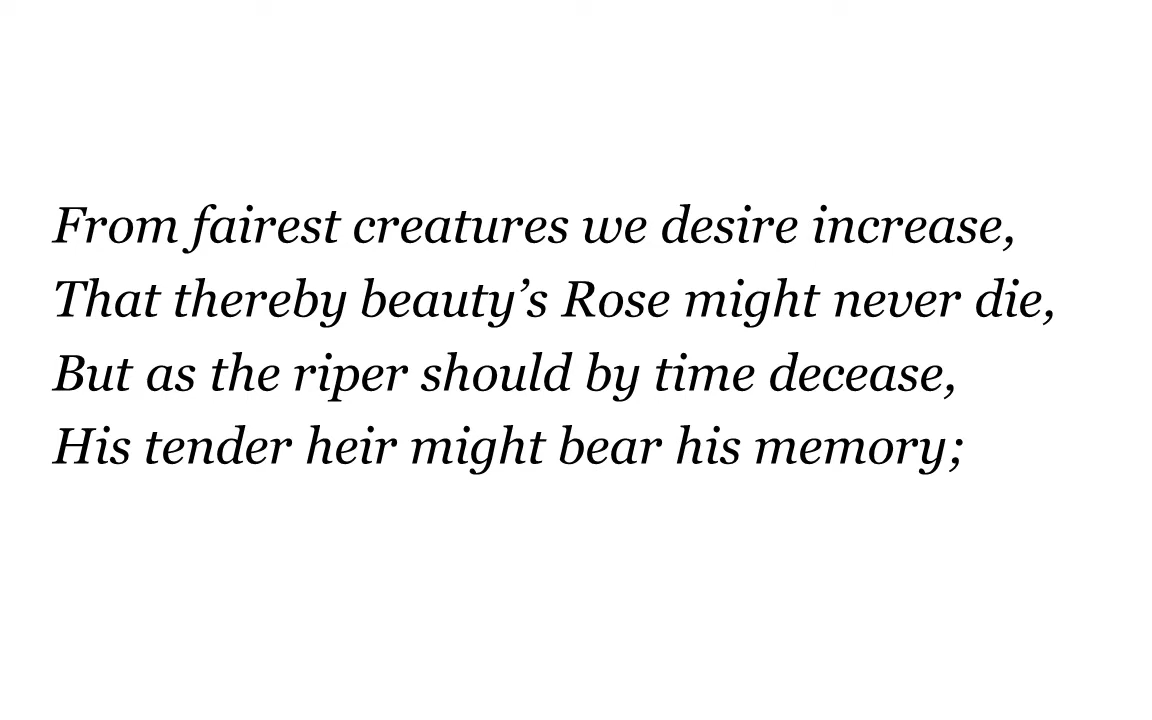 From fairest creatures we desire increase,
That thereby beauty’s Rose might never die,
But as the riper should by time decease,
His tender heir might bear his memory;